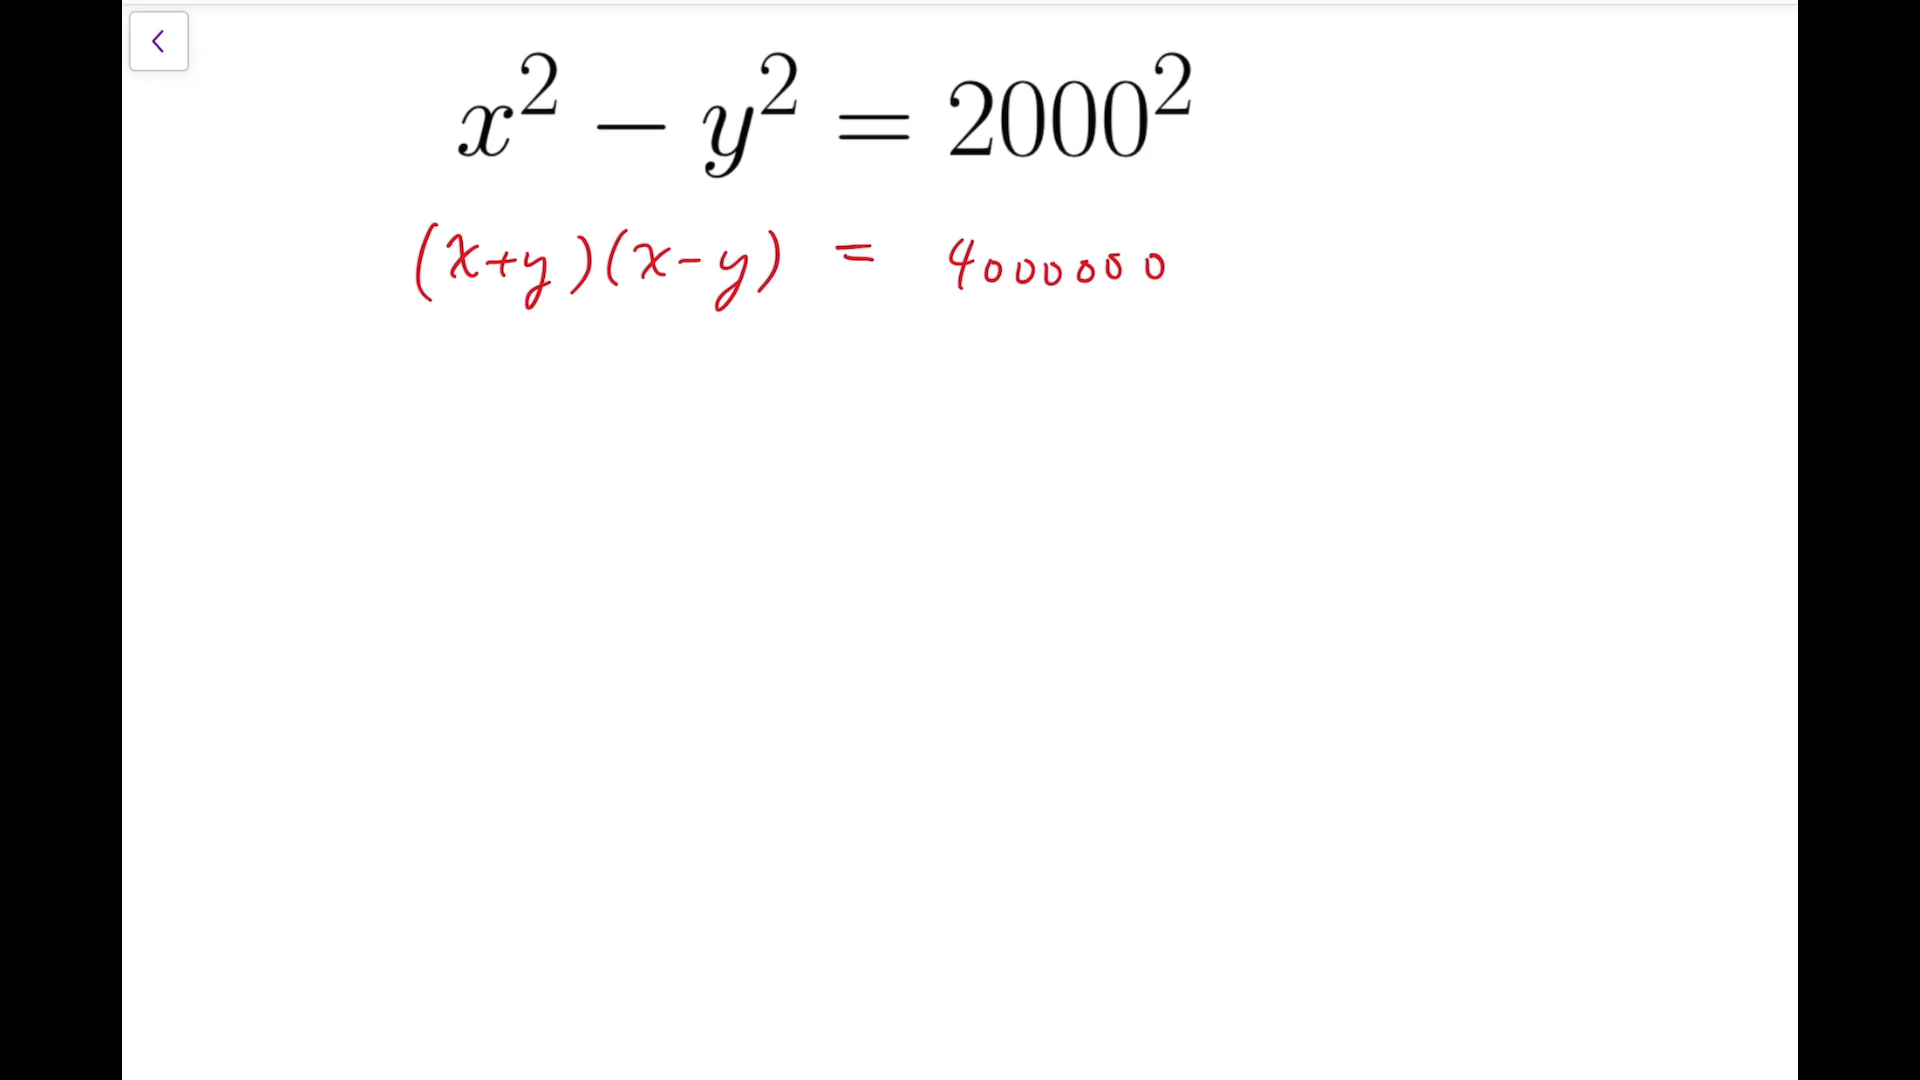 x² − y² = 2000²
(x+y)(x-y) = 4000000